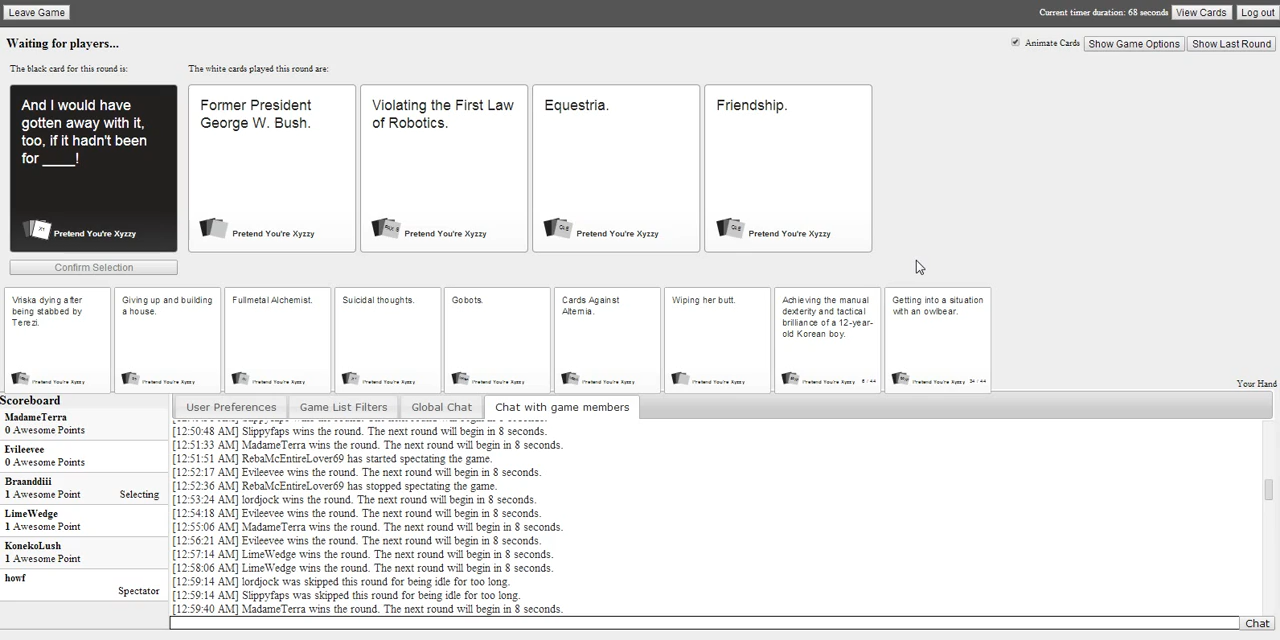 Leave Game
Current timer duration: 68 seconds
View Cards
Log out
Waiting for players...
Animate Cards
Show Game Options
Show Last Round
The black card for this round is:
The white cards played this round are:
And I would have
gotten away with it,
too, if it hadn't been
for ____!
Pretend You're Xyzzy
Former President
George W. Bush.
Pretend You're Xyzzy
Violating the First Law
of Robotics.
Pretend You're Xyzzy
Equestria.
Pretend You're Xyzzy
Friendship.
Pretend You're Xyzzy
Confirm Selection
Vriska dying after
being stabbed by
Terezi.
Pretend You're Xyzzy
Giving up and building
a house.
Pretend You're Xyzzy
Fullmetal Alchemist.
Pretend You're Xyzzy
Suicidal thoughts.
Pretend You're Xyzzy
Gobots.
Pretend You're Xyzzy
Cards Against
Alternia.
Pretend You're Xyzzy
Wiping her butt.
Pretend You're Xyzzy
Achieving the manual
dexterity and tactical
brilliance of a 12-year-
old Korean boy.
Pretend You're Xyzzy
Getting into a situation
with an owlbear.
Pretend You're Xyzzy
Your Hand
Scoreboard
MadameTerra
0 Awesome Points
Evileevee
0 Awesome Points
Braanddiii
1 Awesome Point
Selecting
LimeWedge
1 Awesome Point
KonekoLush
1 Awesome Point
howf
Spectator
User Preferences
Game List Filters
Global Chat
Chat with game members
[12:50:48 AM] Slippyfaps wins the round. The next round will begin in 8 seconds.
[12:51:33 AM] MadameTerra wins the round. The next round will begin in 8 seconds.
[12:51:51 AM] RebaMcEntireLover69 has started spectating the game.
[12:52:17 AM] Evileevee wins the round. The next round will begin in 8 seconds.
[12:52:36 AM] RebaMcEntireLover69 has stopped spectating the game.
[12:53:24 AM] lordjock wins the round. The next round will begin in 8 seconds.
[12:54:18 AM] Evileevee wins the round. The next round will begin in 8 seconds.
[12:55:06 AM] MadameTerra wins the round. The next round will begin in 8 seconds.
[12:56:21 AM] Evileevee wins the round. The next round will begin in 8 seconds.
[12:57:14 AM] LimeWedge wins the round. The next round will begin in 8 seconds.
[12:58:06 AM] LimeWedge wins the round. The next round will begin in 8 seconds.
[12:59:14 AM] lordjock was skipped this round for being idle for too long.
[12:59:14 AM] Slippyfaps was skipped this round for being idle for too long.
[12:59:40 AM] MadameTerra wins the round. The next round will begin in 8 seconds.
Chat